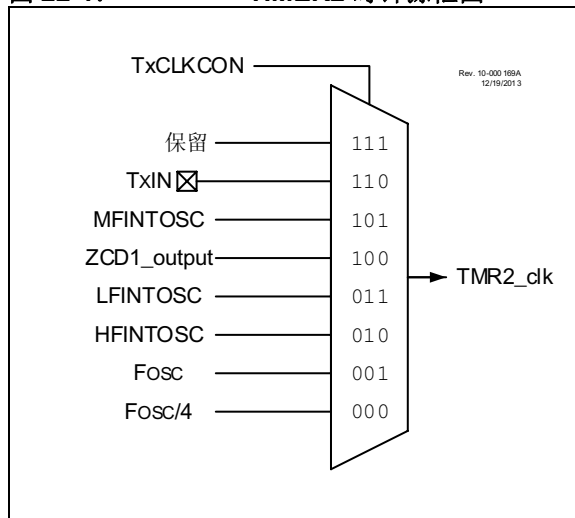 TxCLKCON
Rev. 10-000 169A
12/19/2013
保留
111
TxIN
110
MFINTOSC
101
ZCD1_output
100
TMR2_clk
LFINTOSC
011
HFINTOSC
010
FOSC
001
FOSC/4
000